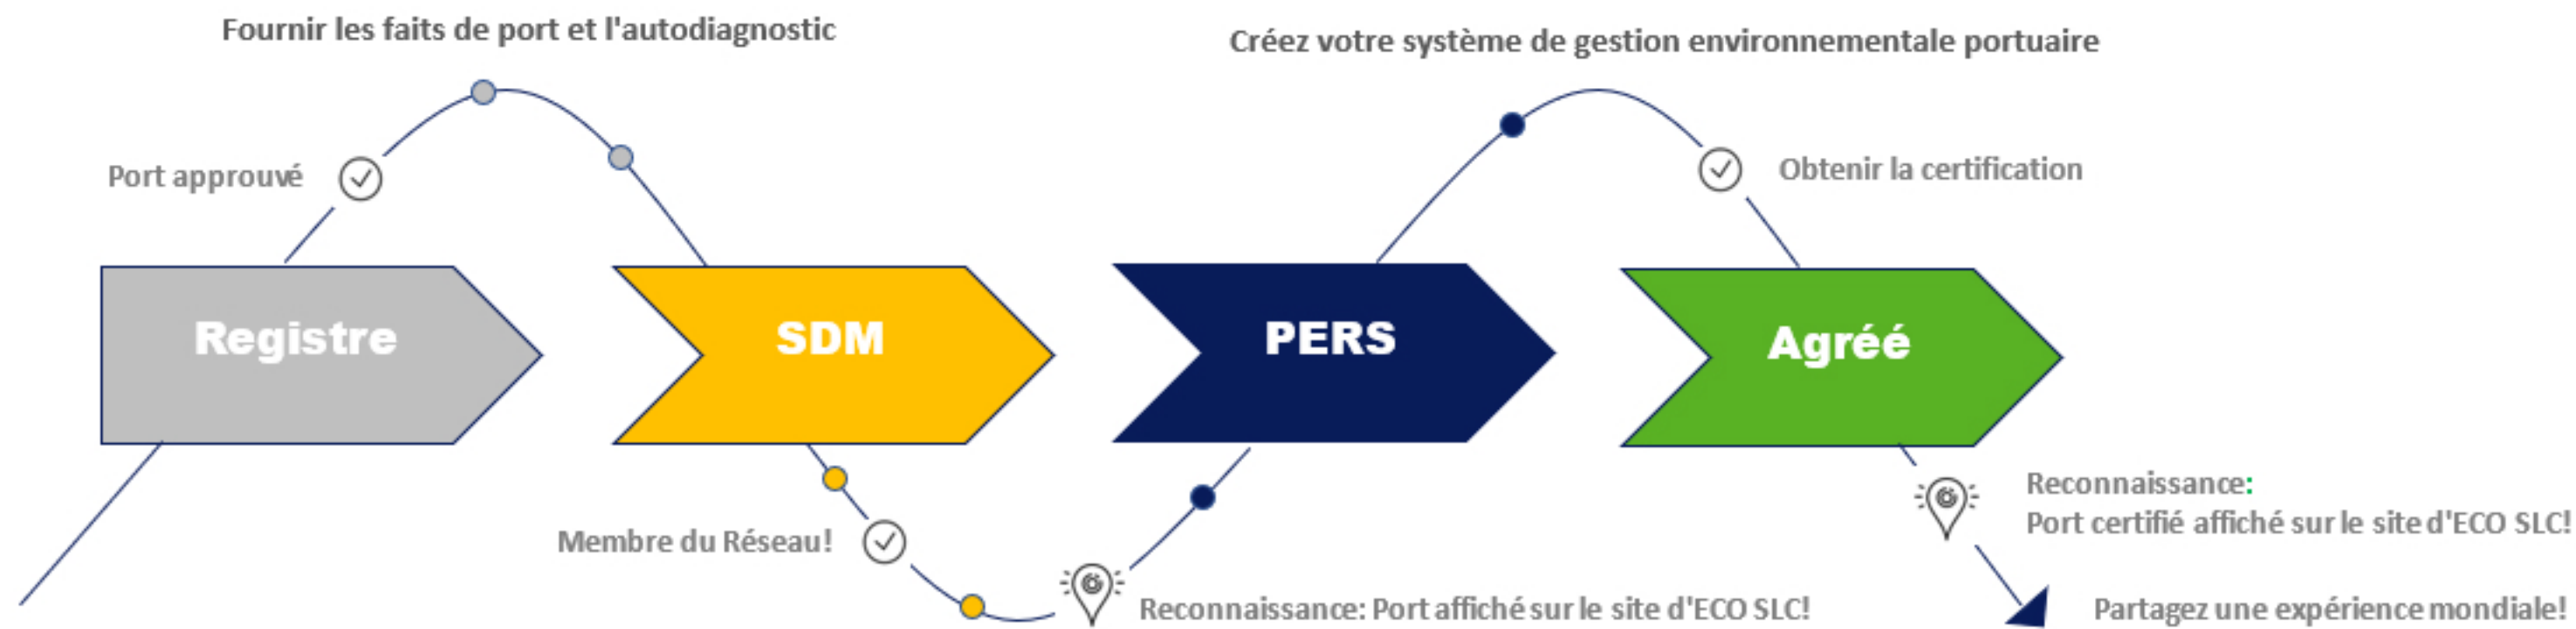 Fournir les faits de port et l'autodiagnostic
Créez votre système de gestion environnementale portuaire
Port approuvé
Obtenir la certification
Registre
SDM
PERS
Agréé
Membre du Réseau!
Reconnaissance: Port affiché sur le site d'ECO SLC!
Reconnaissance:
Port certifié affiché sur le site d'ECO SLC!
Partagez une expérience mondiale!